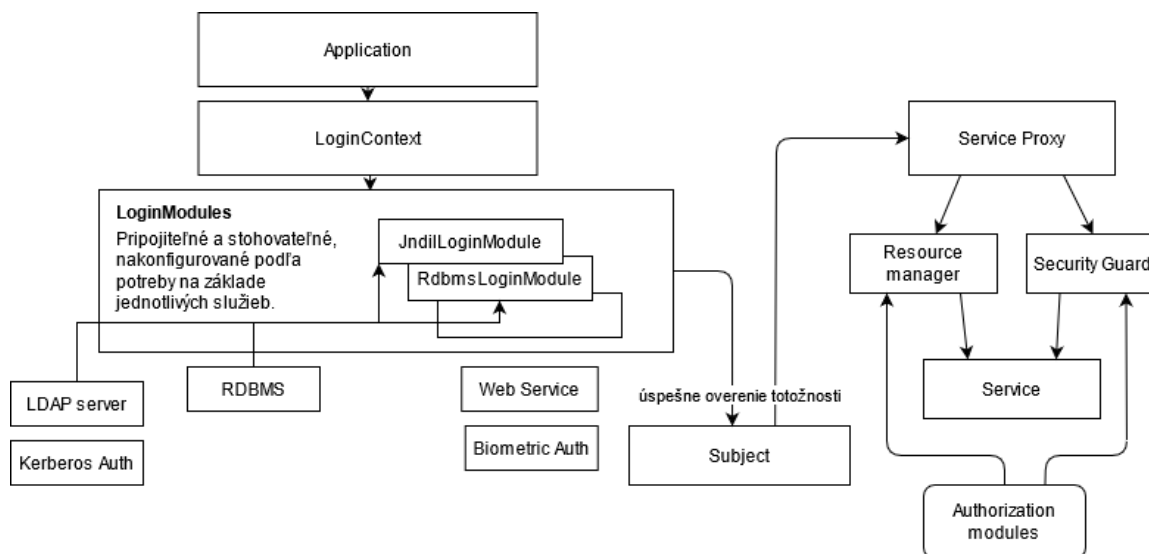 Application
LoginContext
LoginModules
Pripojiteľné a stohovateľné,
nakonfigurované podľa
potreby na základe
jednotlivých služieb.
JndilLoginModule
RdbmsLoginModule
LDAP server
RDBMS
Web Service
Kerberos Auth
Biometric Auth
úspešne overenie totožnosti
Subject
Service Proxy
Resource
manager
Security Guard
Service
Authorization
modules